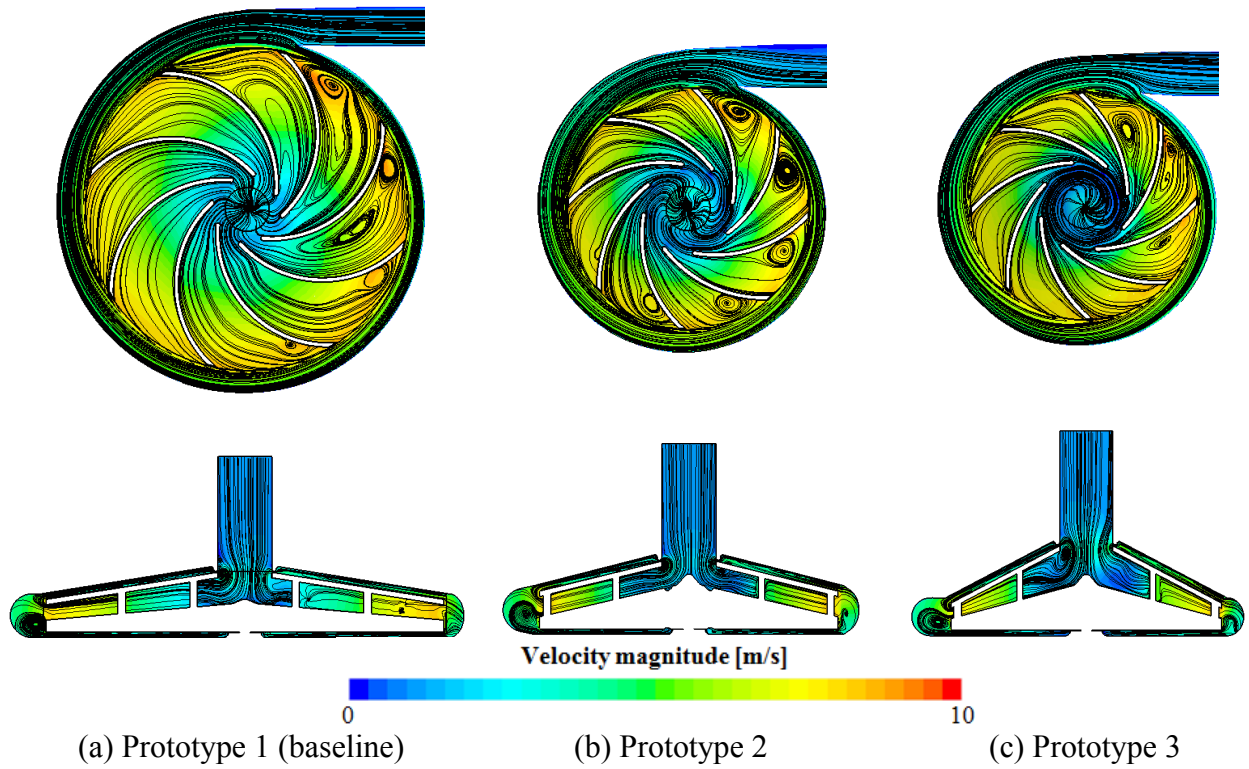 Velocity magnitude [m/s]
0 10
(a) Prototype 1 (baseline) (b) Prototype 2 (c) Prototype 3